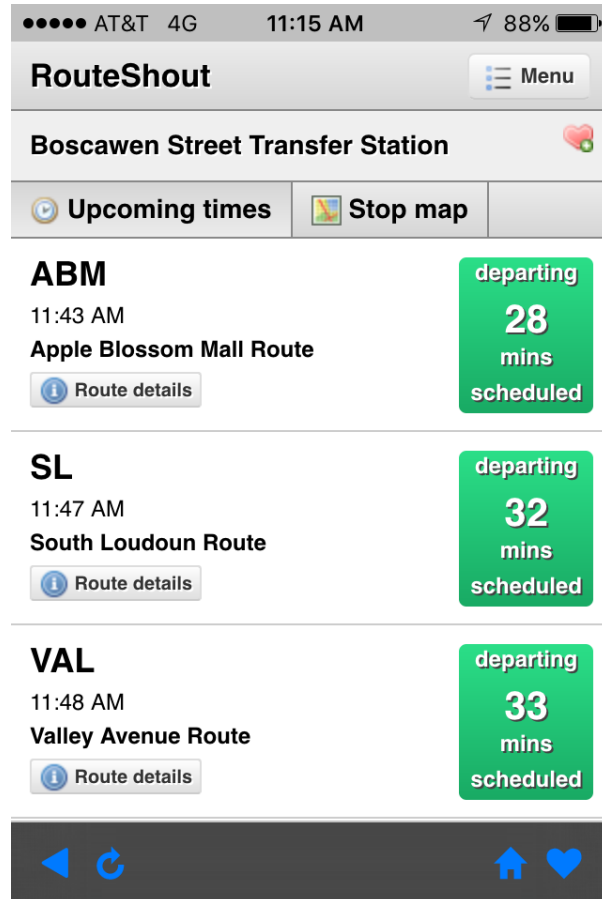 AT&T 4G 11:15 AM 88%
RouteShout Menu
Boscawen Street Transfer Station
Upcoming times Stop map
ABM
11:43 AM
Apple Blossom Mall Route
Route details
departing
28
mins
scheduled
SL
11:47 AM
South Loudoun Route
Route details
departing
32
mins
scheduled
VAL
11:48 AM
Valley Avenue Route
Route details
departing
33
mins
scheduled